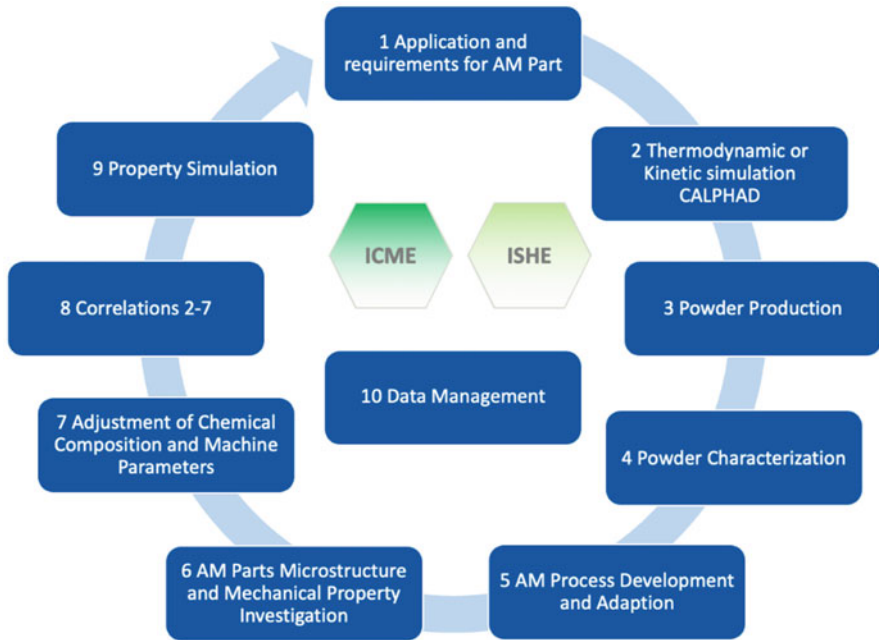 1 Application and
requirements for AM Part
2 Thermodynamic or
Kinetic simulation
CALPHAD
3 Powder Production
4 Powder Characterization
5 AM Process Development
and Adaption
6 AM Parts Microstructure
and Mechanical Property
Investigation
7 Adjustment of Chemical
Composition and Machine
Parameters
8 Correlations 2-7
9 Property Simulation
ICME
ISHE
10 Data Management